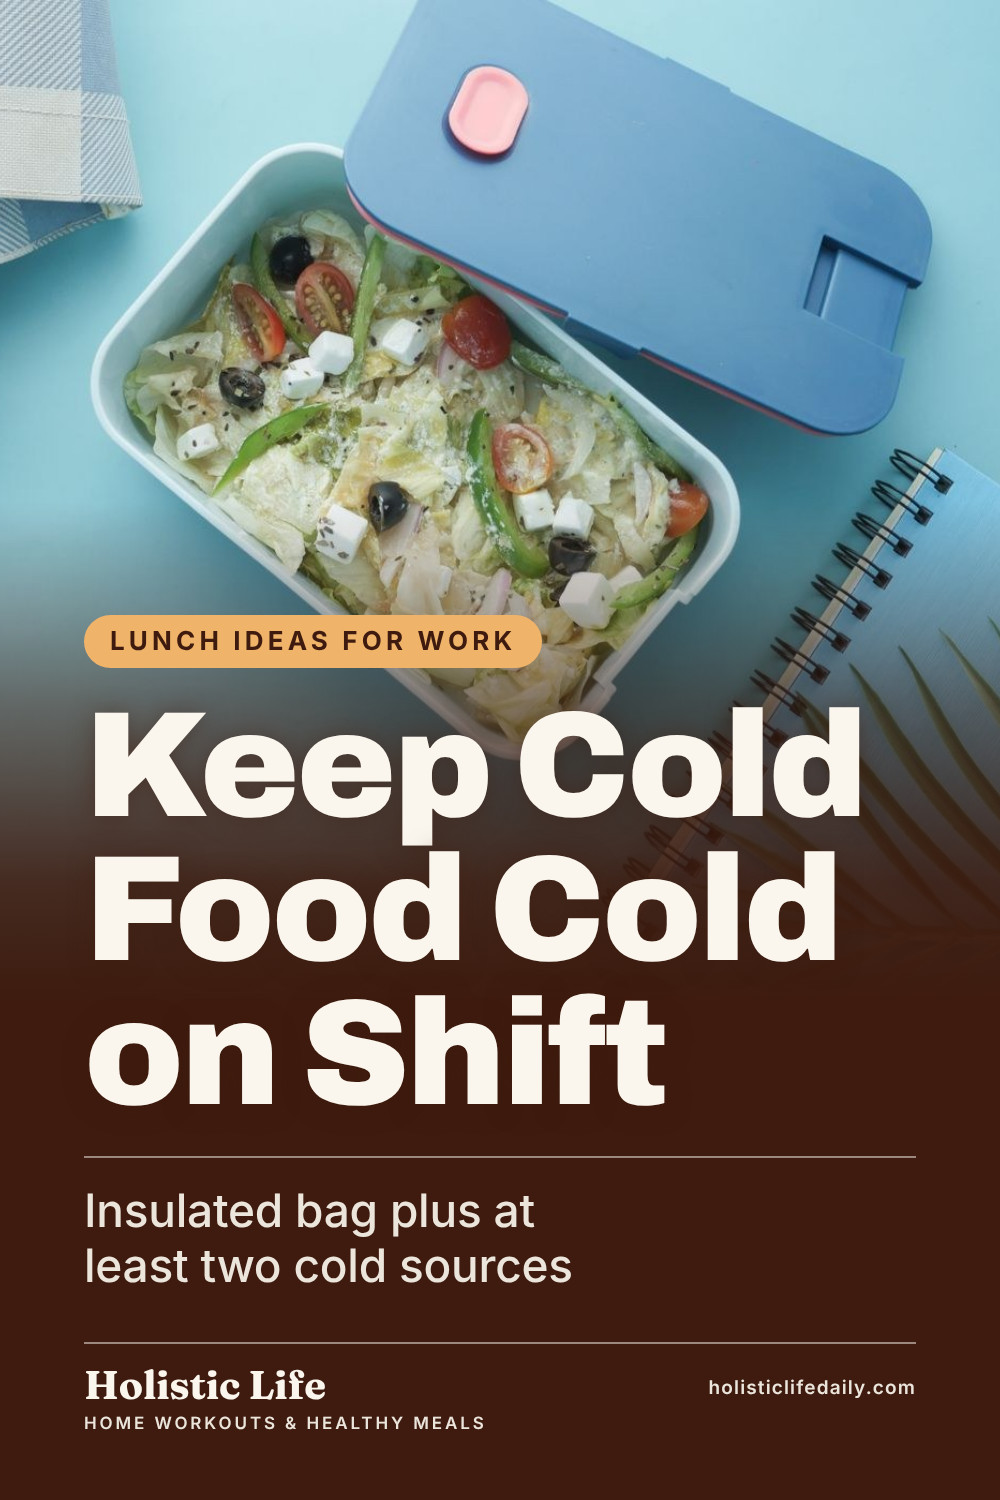 LUNCH IDEAS FOR WORK
Keep Cold
Food Cold
on Shift
Insulated bag plus at
least two cold sources
Holistic Life
HOME WORKOUTS & HEALTHY MEALS
holisticlifedaily.com